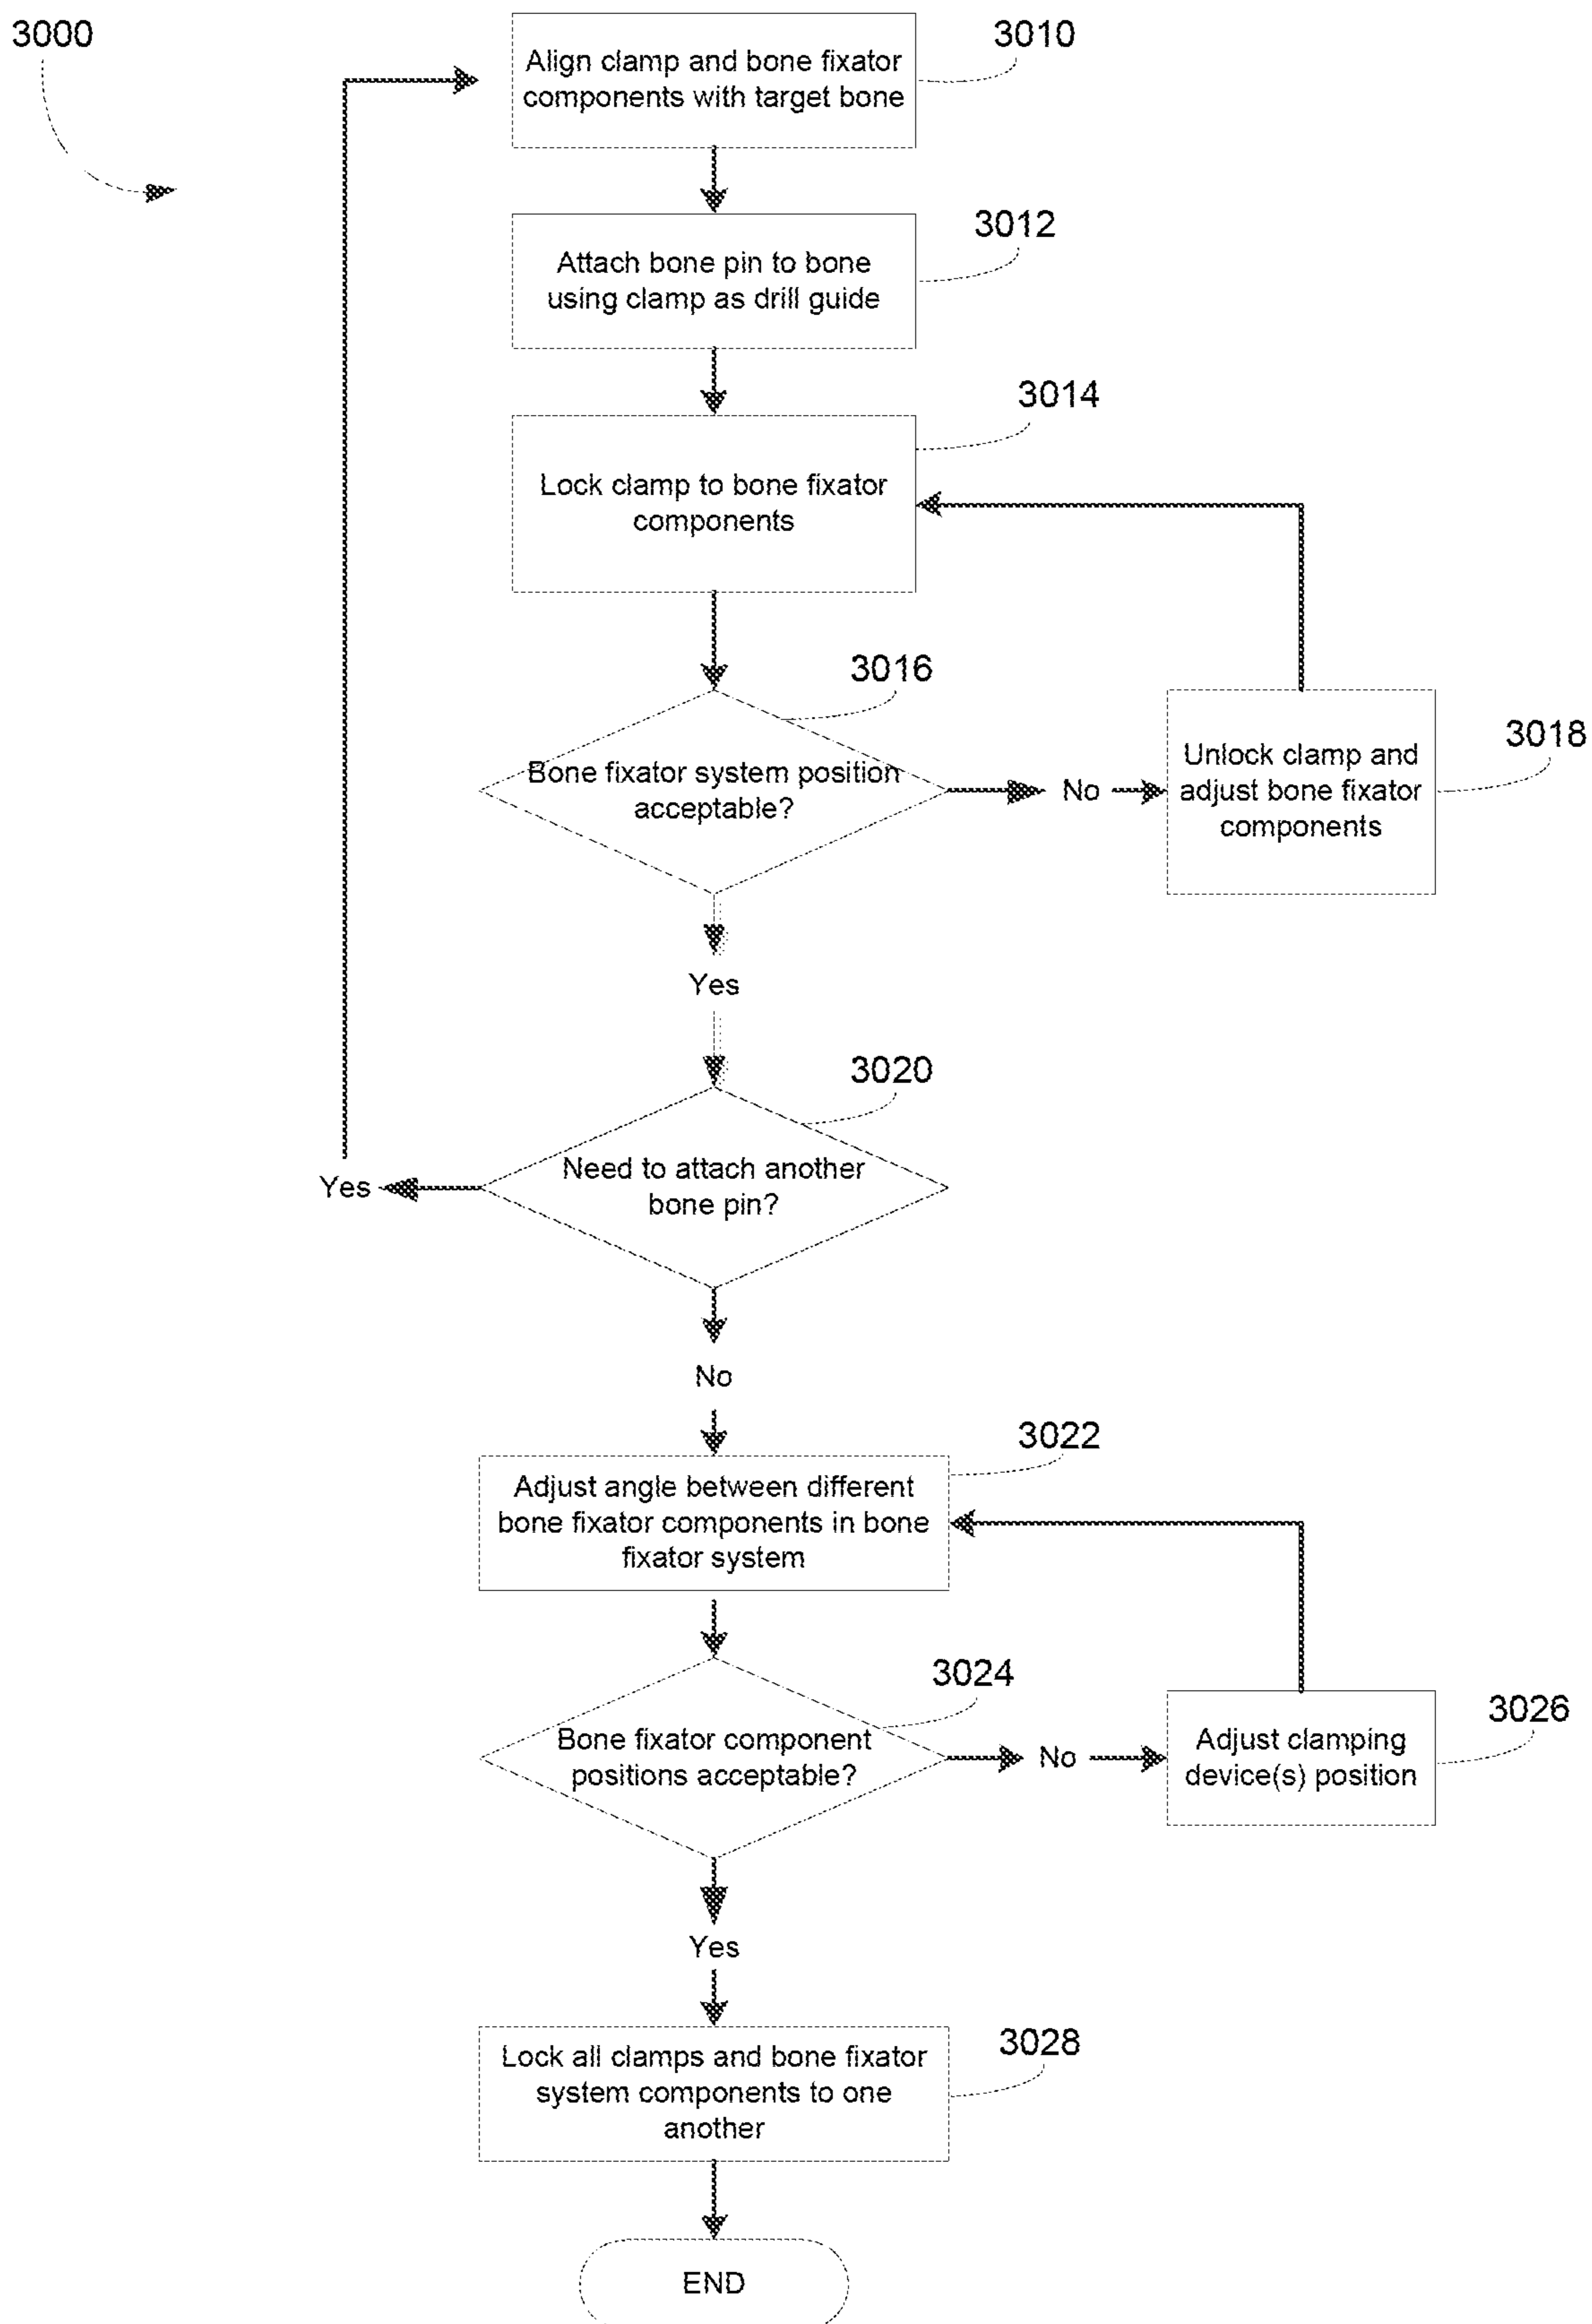 3000
3010
Align clamp and bone fixator
components with target bone
3012
Attach bone pin to bone
using clamp as drill guide
3014
Lock clamp to bone fixator
components
3016
Bone fixator system position
acceptable?
No
3018
Unlock clamp and
adjust bone fixator
components
Yes
3020
Need to attach another
bone pin?
Yes
No
3022
Adjust angle between different
bone fixator components in bone
fixator system
3024
Bone fixator component
positions acceptable?
No
3026
Adjust clamping
device(s) position
Yes
3028
Lock all clamps and bone fixator
system components to one
another
END